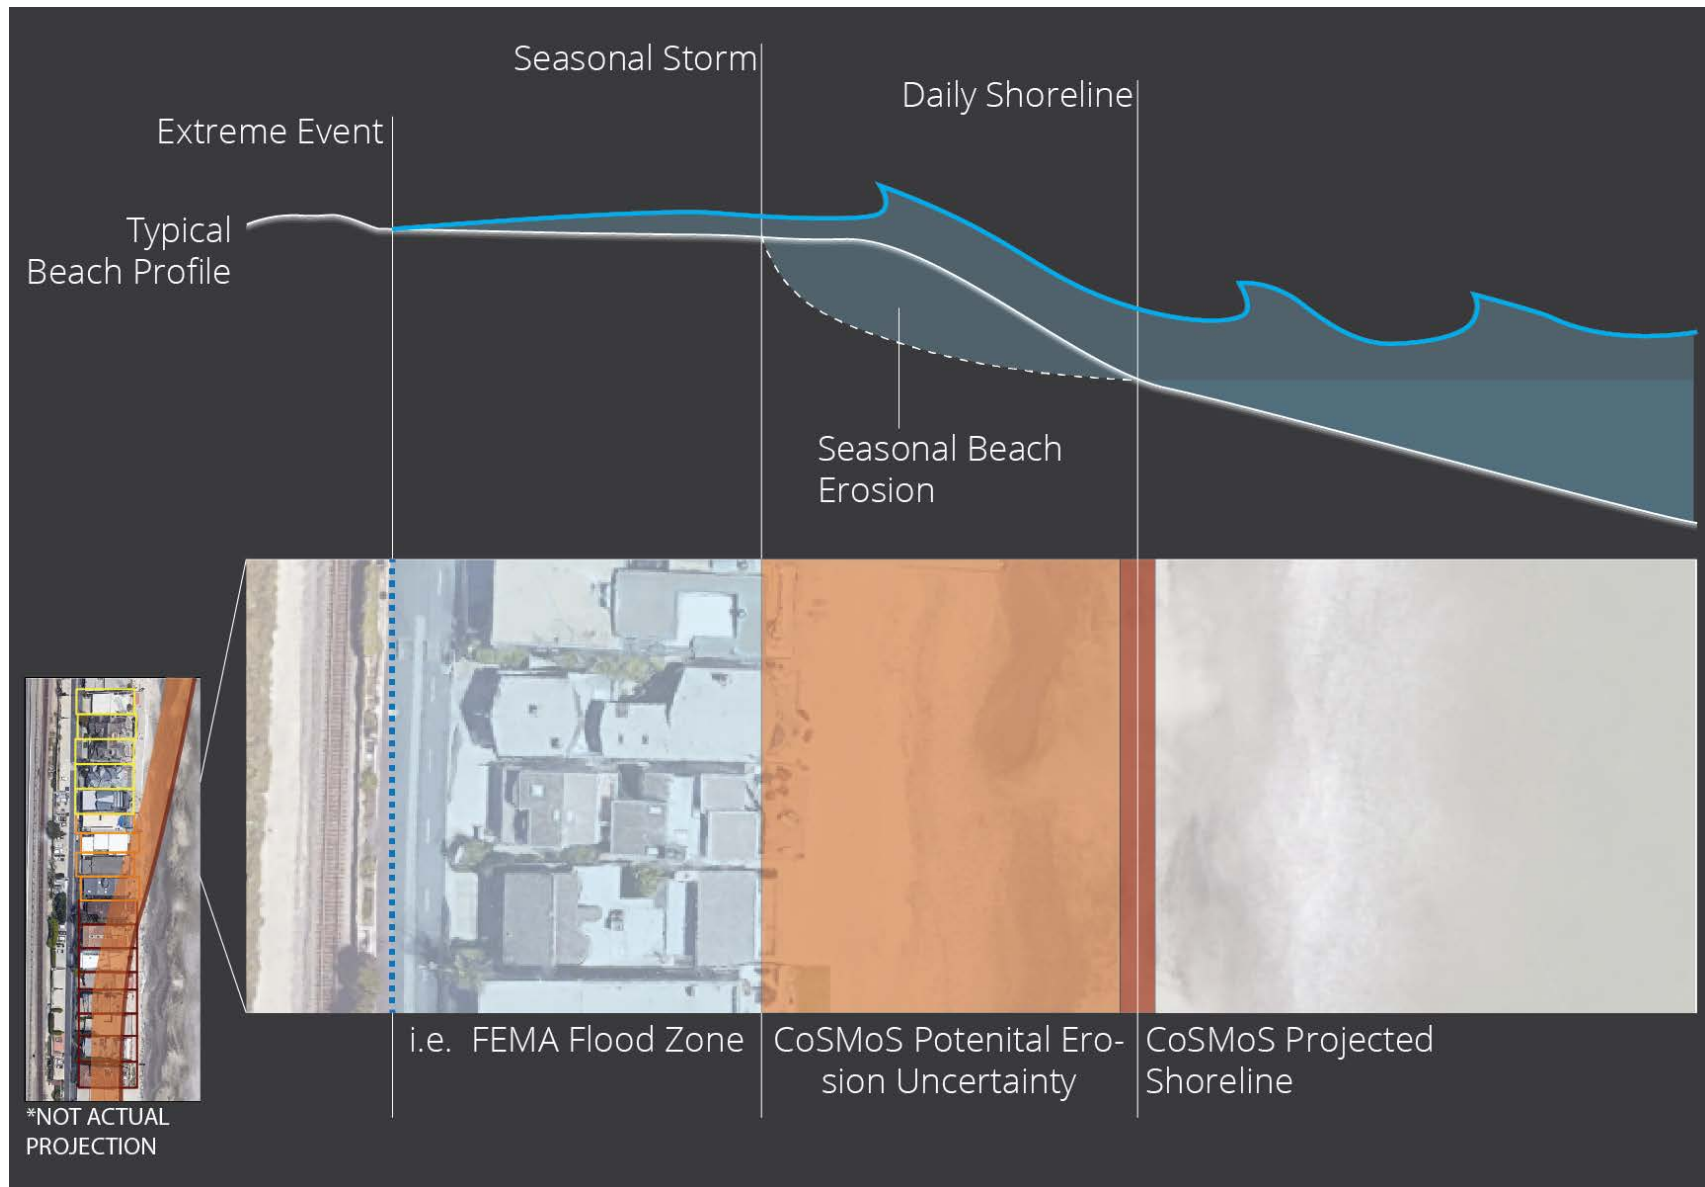 Seasonal Storm
Daily Shoreline
Extreme Event
Typical
Beach Profile
Seasonal Beach
Erosion
i.e. FEMA Flood Zone
CoSMoS Potenital Ero-
sion Uncertainty
CoSMoS Projected
Shoreline
*NOT ACTUAL
PROJECTION